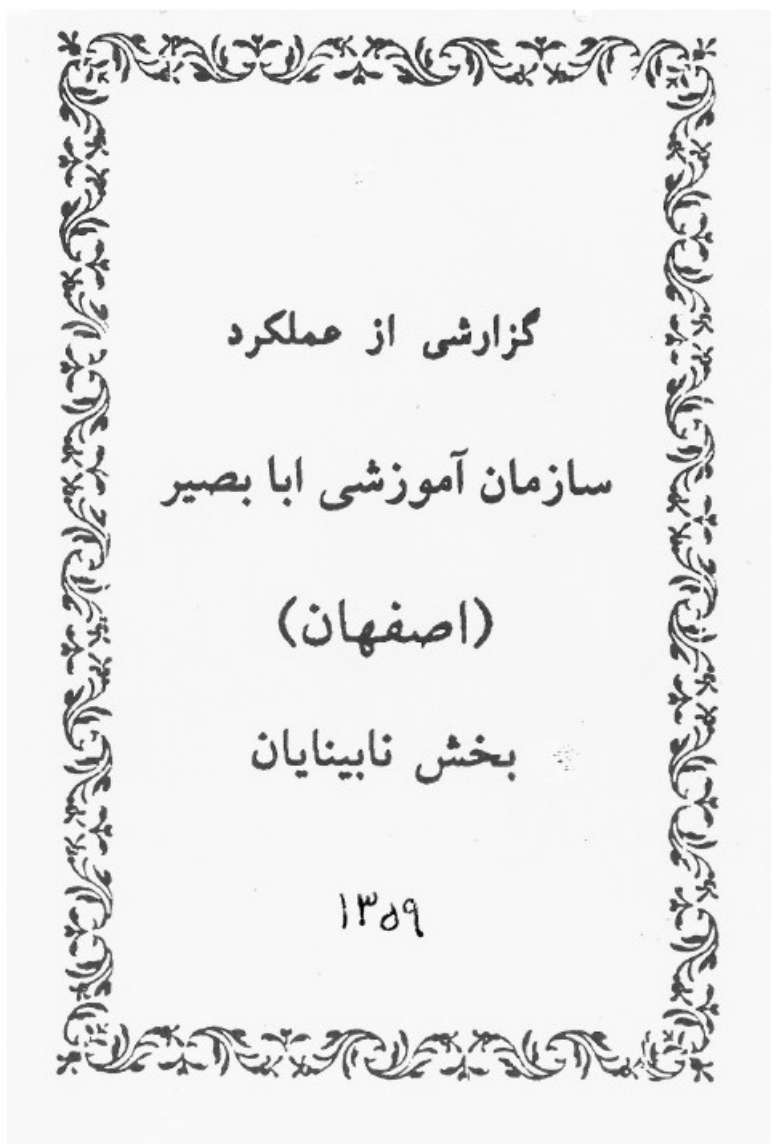 گزارشی از عملکرد
سازمان آموزشی ابا بصیر
(اصفهان)
بخش نابینایان
۱۳۵۹